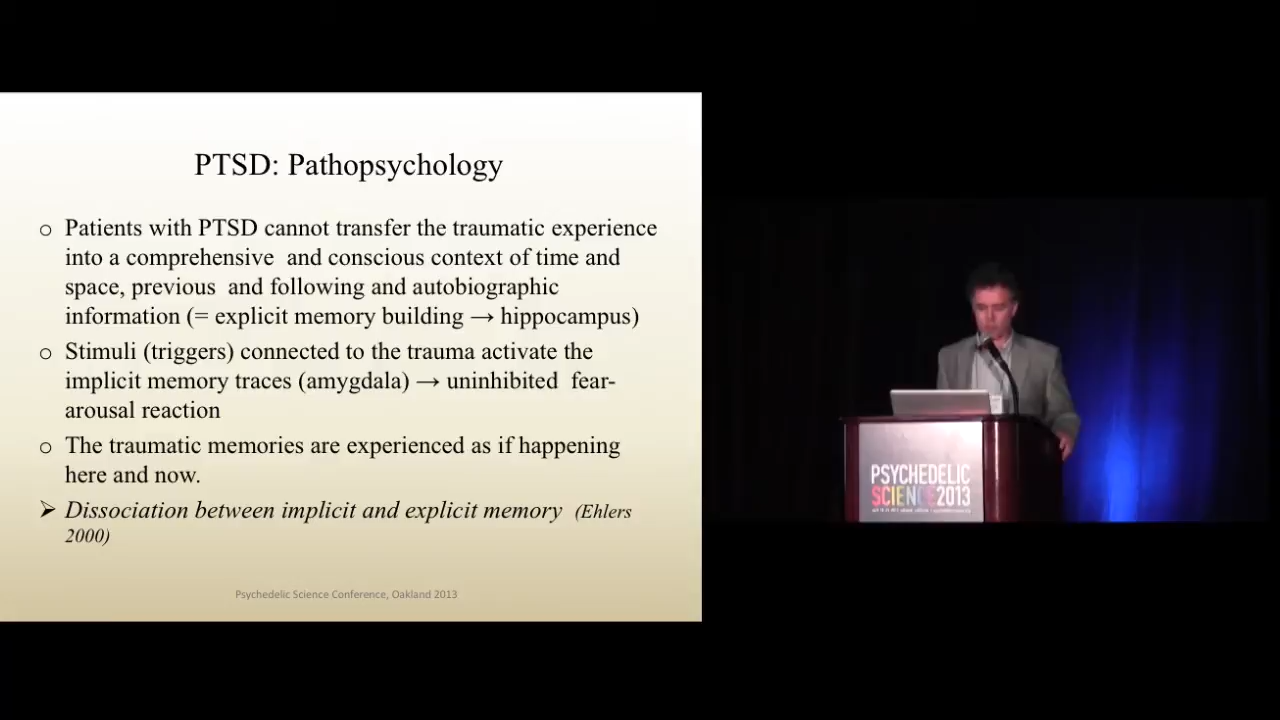 PTSD: Pathopsychology
o Patients with PTSD cannot transfer the traumatic experience
into a comprehensive and conscious context of time and
space, previous and following and autobiographic
information (= explicit memory building → hippocampus)
o Stimuli (triggers) connected to the trauma activate the
implicit memory traces (amygdala) → uninhibited fear-
arousal reaction
o The traumatic memories are experienced as if happening
here and now.
➢ Dissociation between implicit and explicit memory (Ehlers
2000)
Psychedelic Science Conference, Oakland 2013
PSYCHEDELIC
SCIENCE2013